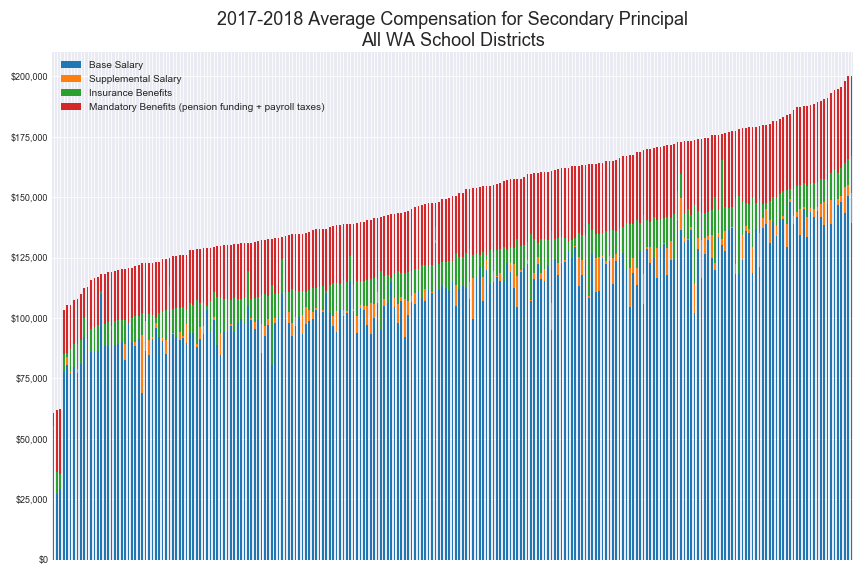 2017-2018 Average Compensation for Secondary Principal
All WA School Districts
Base Salary
Supplemental Salary
Insurance Benefits
Mandatory Benefits (pension funding + payroll taxes)
$200,000
$175,000
$150,000
$125,000
$100,000
$75,000
$50,000
$25,000
$0